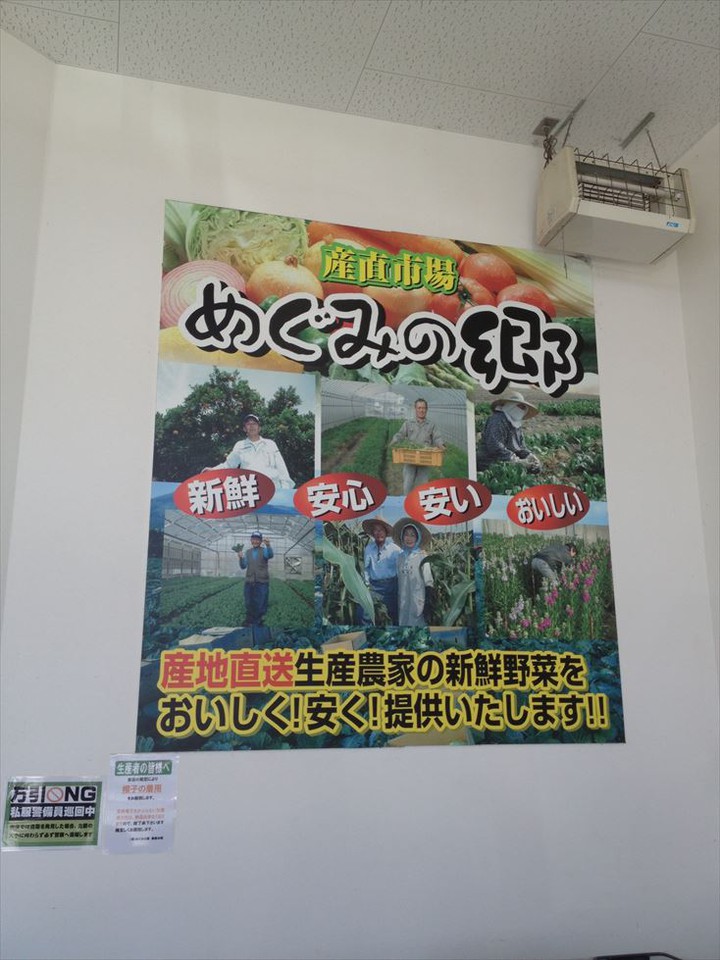 産直市場
めぐみの郷
新鮮
安心
安い
おいしい
産地直送生産農家の新鮮野菜を
おいしく!安く!提供いたします!!
万引NG
私服警備員巡回中
生産者の皆様へ
帽子の着用